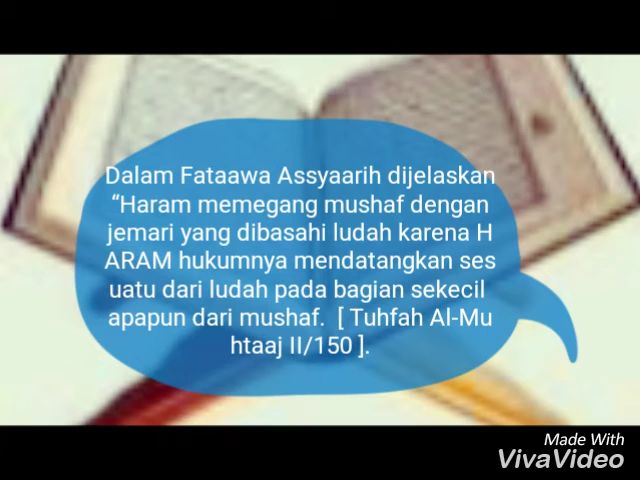 Dalam Fataawa Assyaarih dijelaskan
“Haram memegang mushaf dengan
jemari yang dibasahi ludah karena H
ARAM hukumnya mendatangkan ses
uatu dari ludah pada bagian sekecil
apapun dari mushaf.  [ Tuhfah Al-Mu
htaaj II/150 ].
Made With
VivaVideo